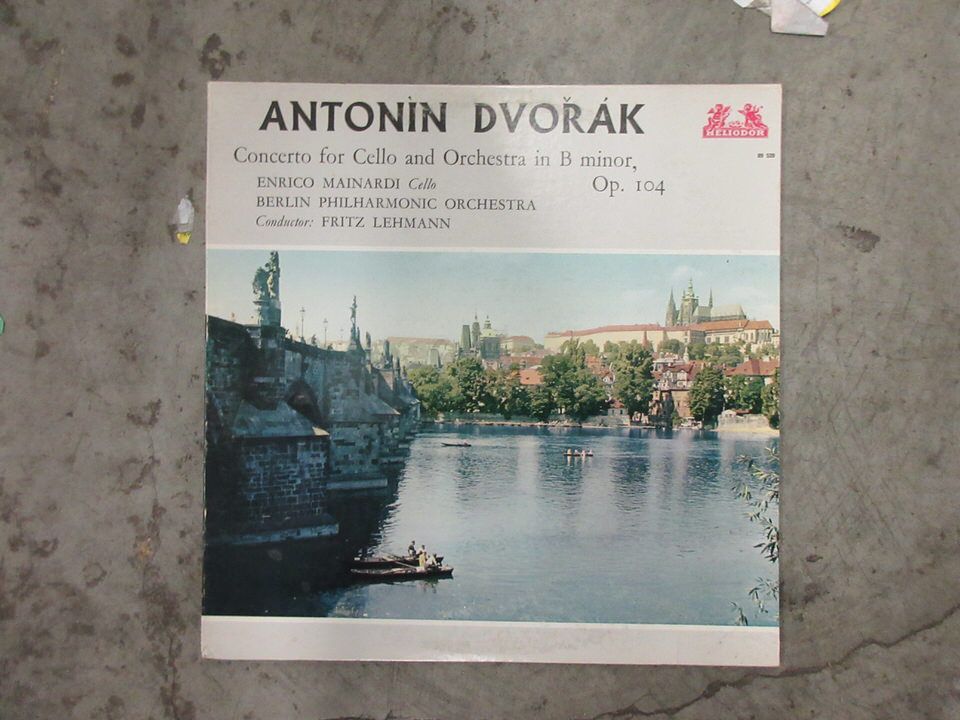 ANTONÌN DVOŘÁK
HELIODOR
Concerto for Cello and Orchestra in B minor,
Op. 104
ENRICO MAINARDI Cello
BERLIN PHILHARMONIC ORCHESTRA
Conductor: FRITZ LEHMANN